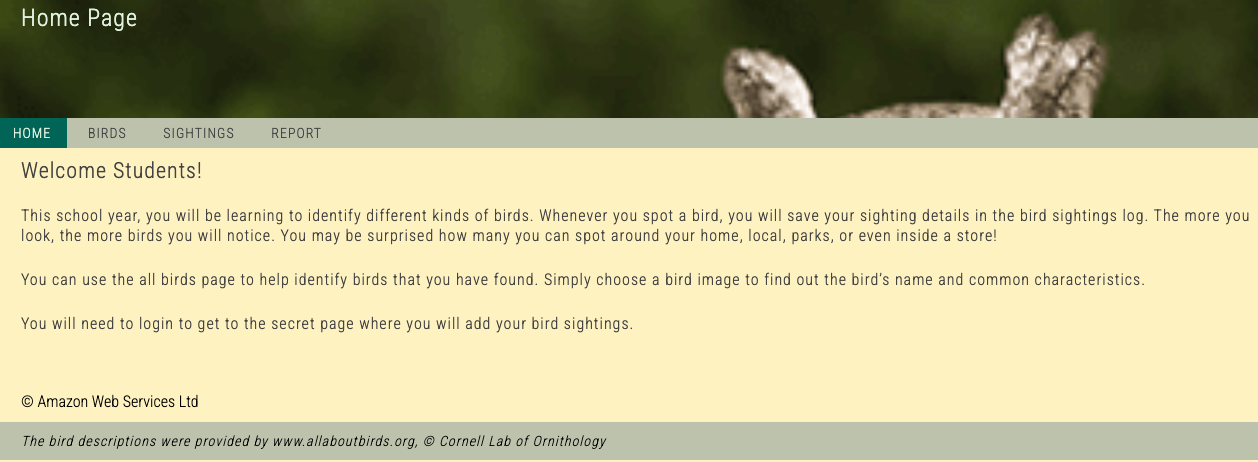 Home Page
HOME BIRDS SIGHTINGS REPORT
Welcome Students!
This school year, you will be learning to identify different kinds of birds. Whenever you spot a bird, you will save your sighting details in the bird sightings log. The more you
look, the more birds you will notice. You may be surprised how many you can spot around your home, local, parks, or even inside a store!
You can use the all birds page to help identify birds that you have found. Simply choose a bird image to find out the bird's name and common characteristics.
You will need to login to get to the secret page where you will add your bird sightings.
© Amazon Web Services Ltd
The bird descriptions were provided by www.allaboutbirds.org, © Cornell Lab of Ornithology